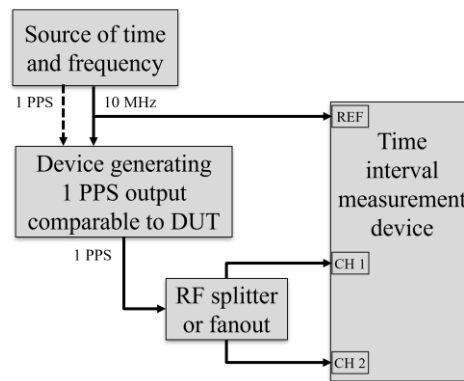 Source of time
and frequency
1 PPS
10 MHz
REF
Time
interval
measurement
device
Device generating
1 PPS output
comparable to DUT
1 PPS
CH 1
RF splitter
or fanout
CH 2